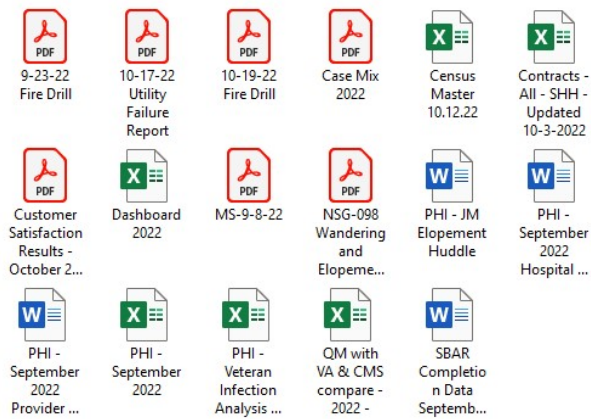 PDF PDF PDF PDF X X
9-23-22 10-17-22 10-19-22 Case Mix Census Contracts -
Fire Drill Utility Fire Drill 2022 Master All - SHH -
Failure 10.12.22 Updated
Report 10-3-2022
PDF X PDF PDF W W
Customer Dashboard MS-9-8-22 NSG-098 PHI - JM PHI -
Satisfaction 2022 Wandering Elopement September
Results - and Huddle 2022
October 2... Elopeme... Hospital ...
W X X X W
PHI - PHI - PHI - QM with SBAR
September September Veteran VA & CMS Completio
2022 2022 Infection compare - n Data
Provider ... Analysis ... 2022 - Septemb...